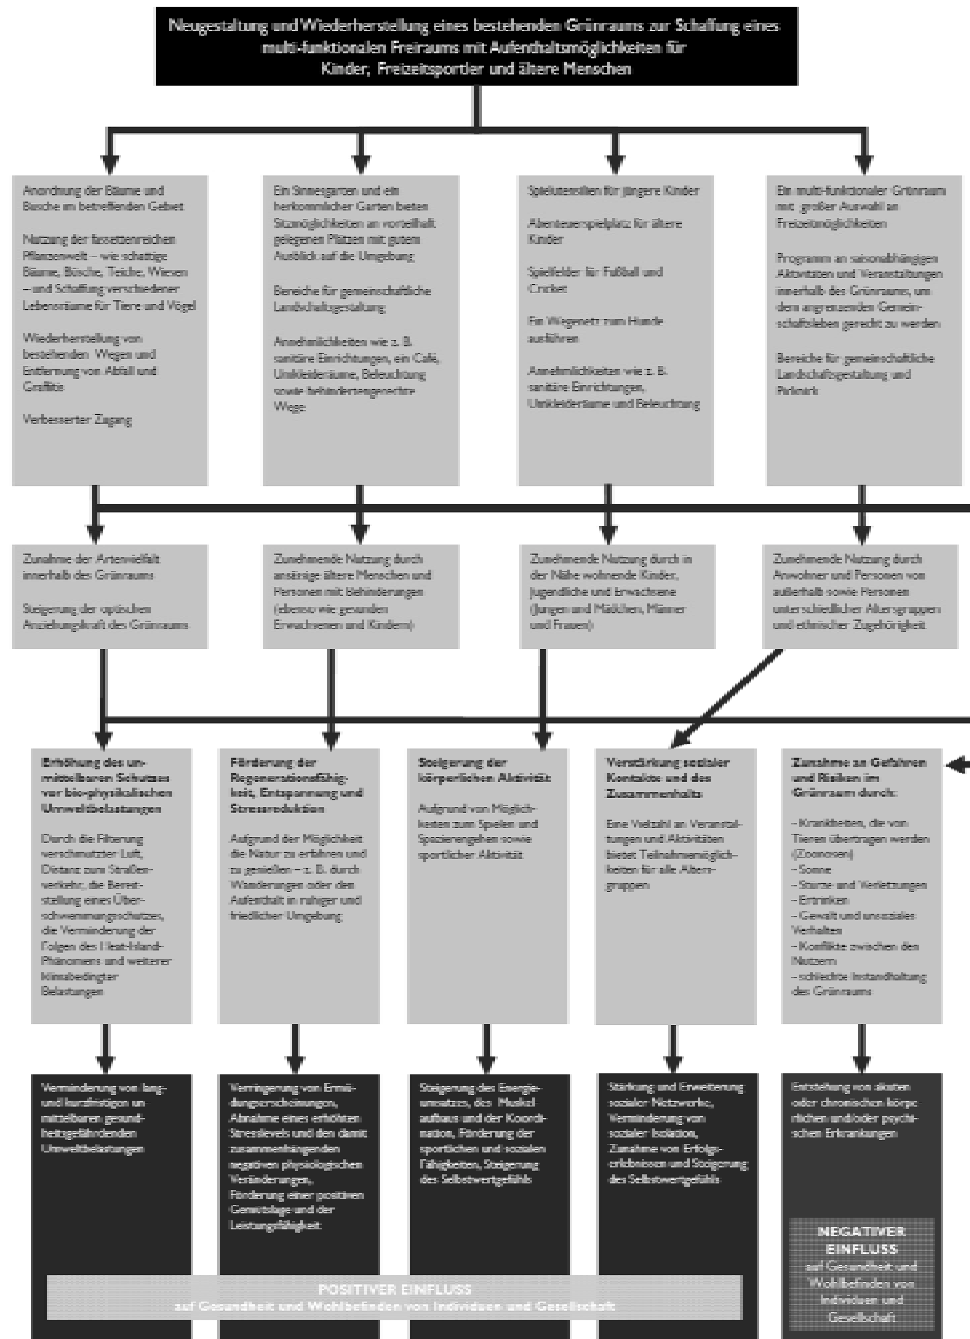 Neugestaltung und Wiederherstellung eines bestehenden Grünraums zur Schaffung eines
multi-funktionalen Freiraums mit Aufenthaltsmöglichkeiten für
Kinder, Freizeitsportler und ältere Menschen
Anordnung der Bäume und
Büsche im betreffenden Gebiet
Nutzung der fassettenreichen
Pflanzenwelt – wie schattige
Bäume, Büsche, Teiche, Wiesen
– und Schaffung verschiedener
Lebensräume für Tiere und Vögel
Wiederherstellung von
bestehenden Wegen und
Entfernung von Abfall und
Graffitis
Verbesserter Zugang
Ein Sinnesgarten und ein
herkömmlicher Garten bieten
Sitzmöglichkeiten an vorteilhaft
gelegenen Plätzen mit gutem
Ausblick auf die Umgebung
Bereiche für gemeinschaftliche
Landschaftsgestaltung
Annehmlichkeiten wie z. B.
sanitäre Einrichtungen, ein Café,
Umkleideräume, Beleuchtung
sowie behindertengerechte
Wege
Spielutensilien für jüngere Kinder
Abenteuerspielplatz für ältere
Kinder
Spielfelder für Fußball und
Cricket
Ein Wegenetz zum Hunde
ausführen
Annehmlichkeiten wie z. B.
sanitäre Einrichtungen,
Umkleideräume und Beleuchtung
Ein multi-funktionaler Grünraum
mit großer Auswahl an
Freizeitmöglichkeiten
Programm an saisonabhängigen
Aktivitäten und Veranstaltungen
innerhalb des Grünraums, um
dem angrenzenden Gemein-
schaftsleben gerecht zu werden
Bereiche für gemeinschaftliche
Landschaftsgestaltung und
Picknick
Zunahme der Artenvielfalt
innerhalb des Grünraums
Steigerung der optischen
Anziehungskraft des Grünraums
Zunehmende Nutzung durch
ansässige ältere Menschen und
Personen mit Behinderungen
(ebenso wie gesunden
Erwachsenen und Kindern)
Zunehmende Nutzung durch in
der Nähe wohnende Kinder,
Jugendliche und Erwachsene
(Jungen und Mädchen, Männer
und Frauen)
Zunehmende Nutzung durch
Anwohner und Personen von
außerhalb sowie Personen
unterschiedlicher Altersgruppen
und ethnischer Zugehörigkeit
Erhöhung des un-
mittelbaren Schutzes
vor bio-physikalischen
Umweltbelastungen
Durch die Filterung
verschmutzter Luft,
Distanz zum Straßen-
verkehr, die Bereit-
stellung eines Über-
schwemmungsschutzes,
die Verminderung der
Folgen des Heat-Island-
Phänomens und weiterer
klimabedingter
Belastungen
Förderung der
Regenerationsfähig-
keit, Entspannung und
Stressreduktion
Aufgrund der Möglichkeit
die Natur zu erfahren und
zu genießen – z. B. durch
Wanderungen oder den
Aufenthalt in ruhiger und
friedlicher Umgebung
Steigerung der
körperlichen Aktivität
Aufgrund von Möglich-
keiten zum Spielen und
Spazierengehen sowie
sportlicher Aktivität
Verstärkung sozialer
Kontakte und des
Zusammenhalts
Eine Vielzahl an Veranstal-
tungen und Aktivitäten
bietet Teilnahmemöglich-
keiten für alle Alters-
gruppen
Zunahme an Gefahren
und Risiken im
Grünraum durch:
– Krankheiten, die von
Tieren übertragen werden
(Zoonosen)
– Sonne
– Stürze und Verletzungen
– Ertrinken
– Gewalt und unsoziales
Verhalten
– Konflikte zwischen den
Nutzern
– schlechte Instandhaltung
des Grünraums
Verminderung von lang-
und kurzfristigen un
mittelbaren gesund-
heitsgefährdenden
Umweltbelastungen
Verringerung von Ermü-
dungserscheinungen,
Abnahme eines erhöhten
Stresslevels und den damit
zusammenhängenden
negativen physiologischen
Veränderungen,
Förderung einer positiven
Gemütslage und der
Leistungsfähigkeit
Steigerung des Energie-
umsatzes, des Muskel
aufbaus und der Koordi-
nation, Förderung der
sportlichen und sozialen
Fähigkeiten, Steigerung
des Selbstwertgefühls
Stärkung und Erweiterung
sozialer Netzwerke,
Verminderung von
sozialer Isolation,
Zunahme von Erfolgs-
erlebnissen und Steigerung
des Selbstwertgefühls
Entstehung von akuten
oder chronischen körpe
rlichen und/oder psychi-
schen Erkrankungen
POSITIVER EINFLUSS
auf Gesundheit und Wohlbefinden von Individuen und Gesellschaft
NEGATIVER
EINFLUSS
auf Gesundheit und
Wohlbefinden von
Individuen und
Gesellschaft